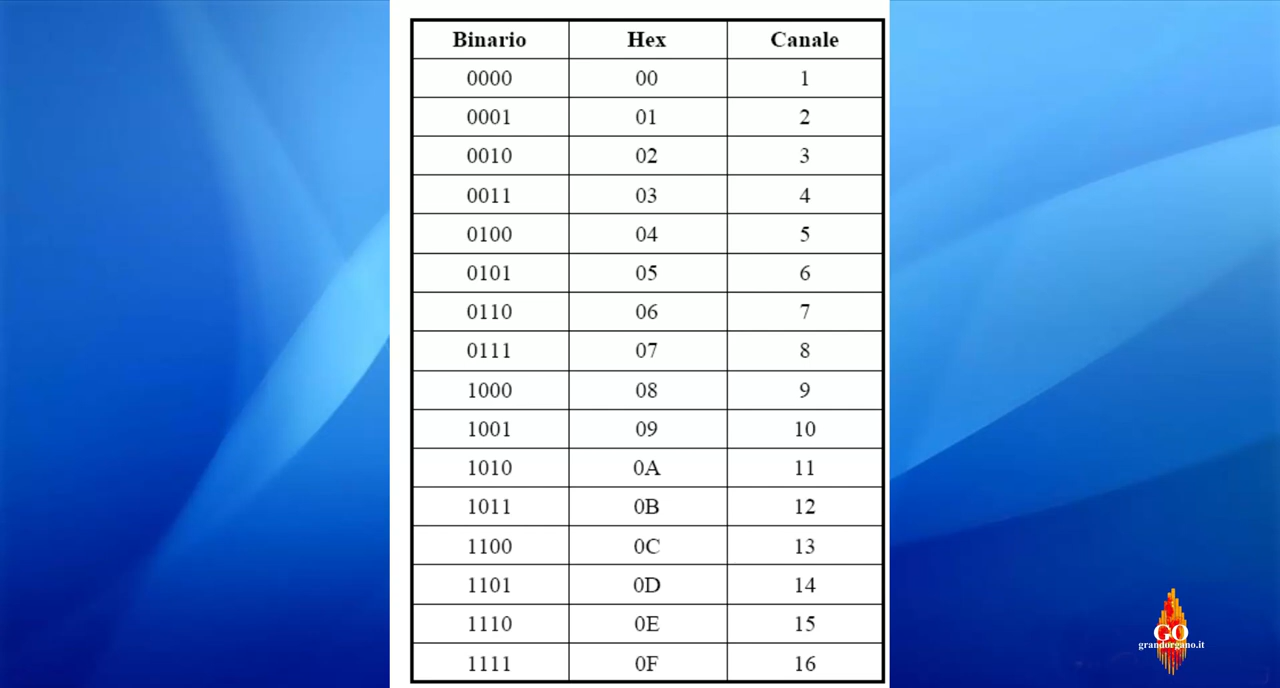 Binario Hex Canale
0000 00 1
0001 01 2
0010 02 3
0011 03 4
0100 04 5
0101 05 6
0110 06 7
0111 07 8
1000 08 9
1001 09 10
1010 0A 11
1011 0B 12
1100 0C 13
1101 0D 14
1110 0E 15
1111 0F 16
GO
grandorgano.it